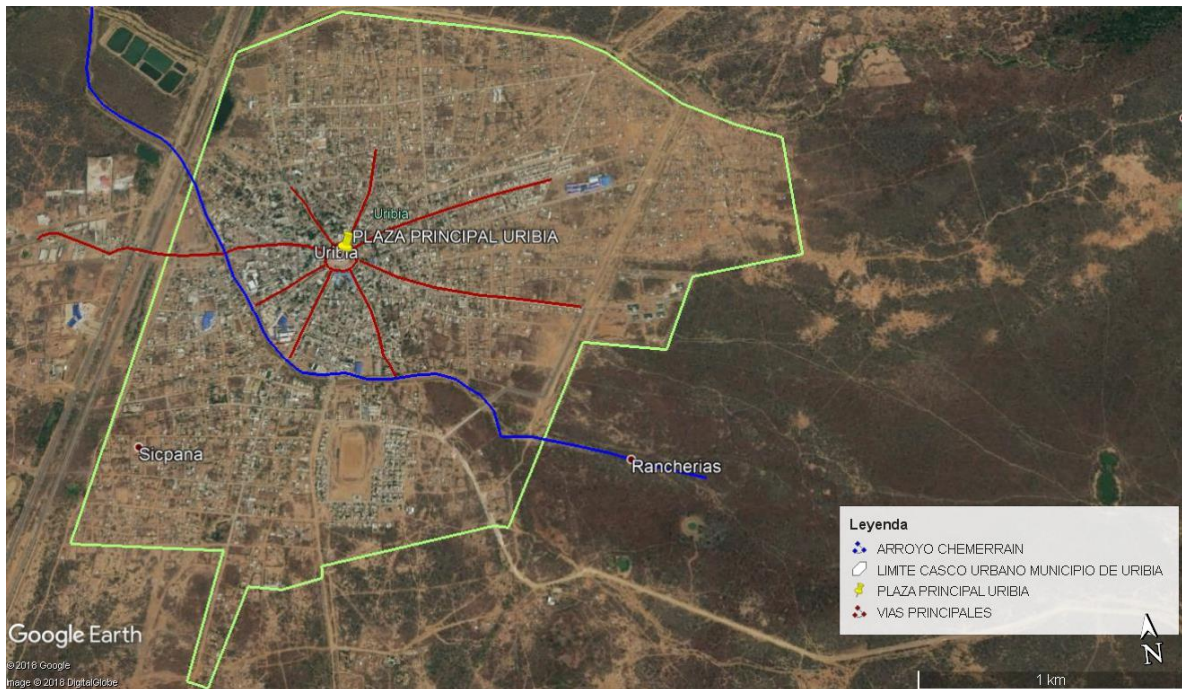 Uribia
PLAZA PRINCIPAL URIBIA
Uribia
Sicpana
Rancherias
Leyenda
ARROYO CHEMERRAIN
LIMITE CASCO URBANO MUNICIPIO DE URIBIA
PLAZA PRINCIPAL URIBIA
VIAS PRINCIPALES
Google Earth
© 2018 Google
Image © 2018 DigitalGlobe
N
1 km